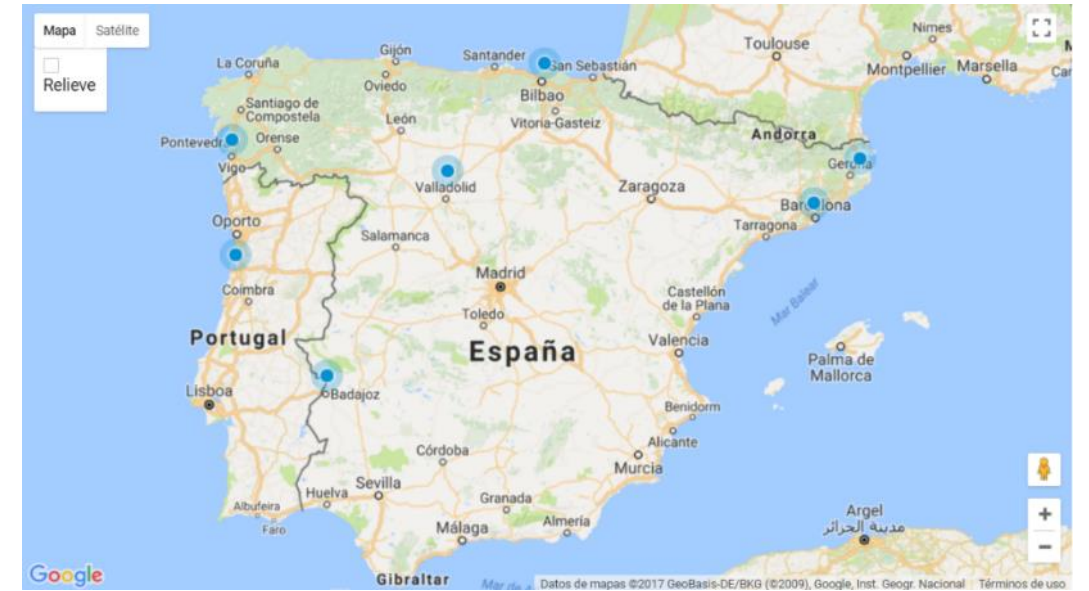 Mapa Satélite
Relieve
Nimes
Toulouse
Montpellier
Marsella
Gijón
Santander
San Sebastián
La Coruña
Oviedo
Bilbao
Santiago de
Compostela
León
Vitoria-Gasteiz
Andorra
Pontevedra
Orense
Vigo
Gerona
Valladolid
Zaragoza
Barcelona
Oporto
Tarragona
Salamanca
Madrid
Coimbra
Castellón
de la Plana
Mar Balear
Toledo
Portugal
España
Valencia
Palma de
Mallorca
Lisboa
Badajoz
Benidorm
Alicante
Córdoba
Murcia
Sevilla
Huelva
Granada
Albufeira
Faro
Almería
Málaga
Argel
مدينة الجزائر
Google
Gibraltar
Datos de mapas ©2017 GeoBasis-DE/BKG (©2009), Google, Inst. Geogr. Nacional
Términos de uso